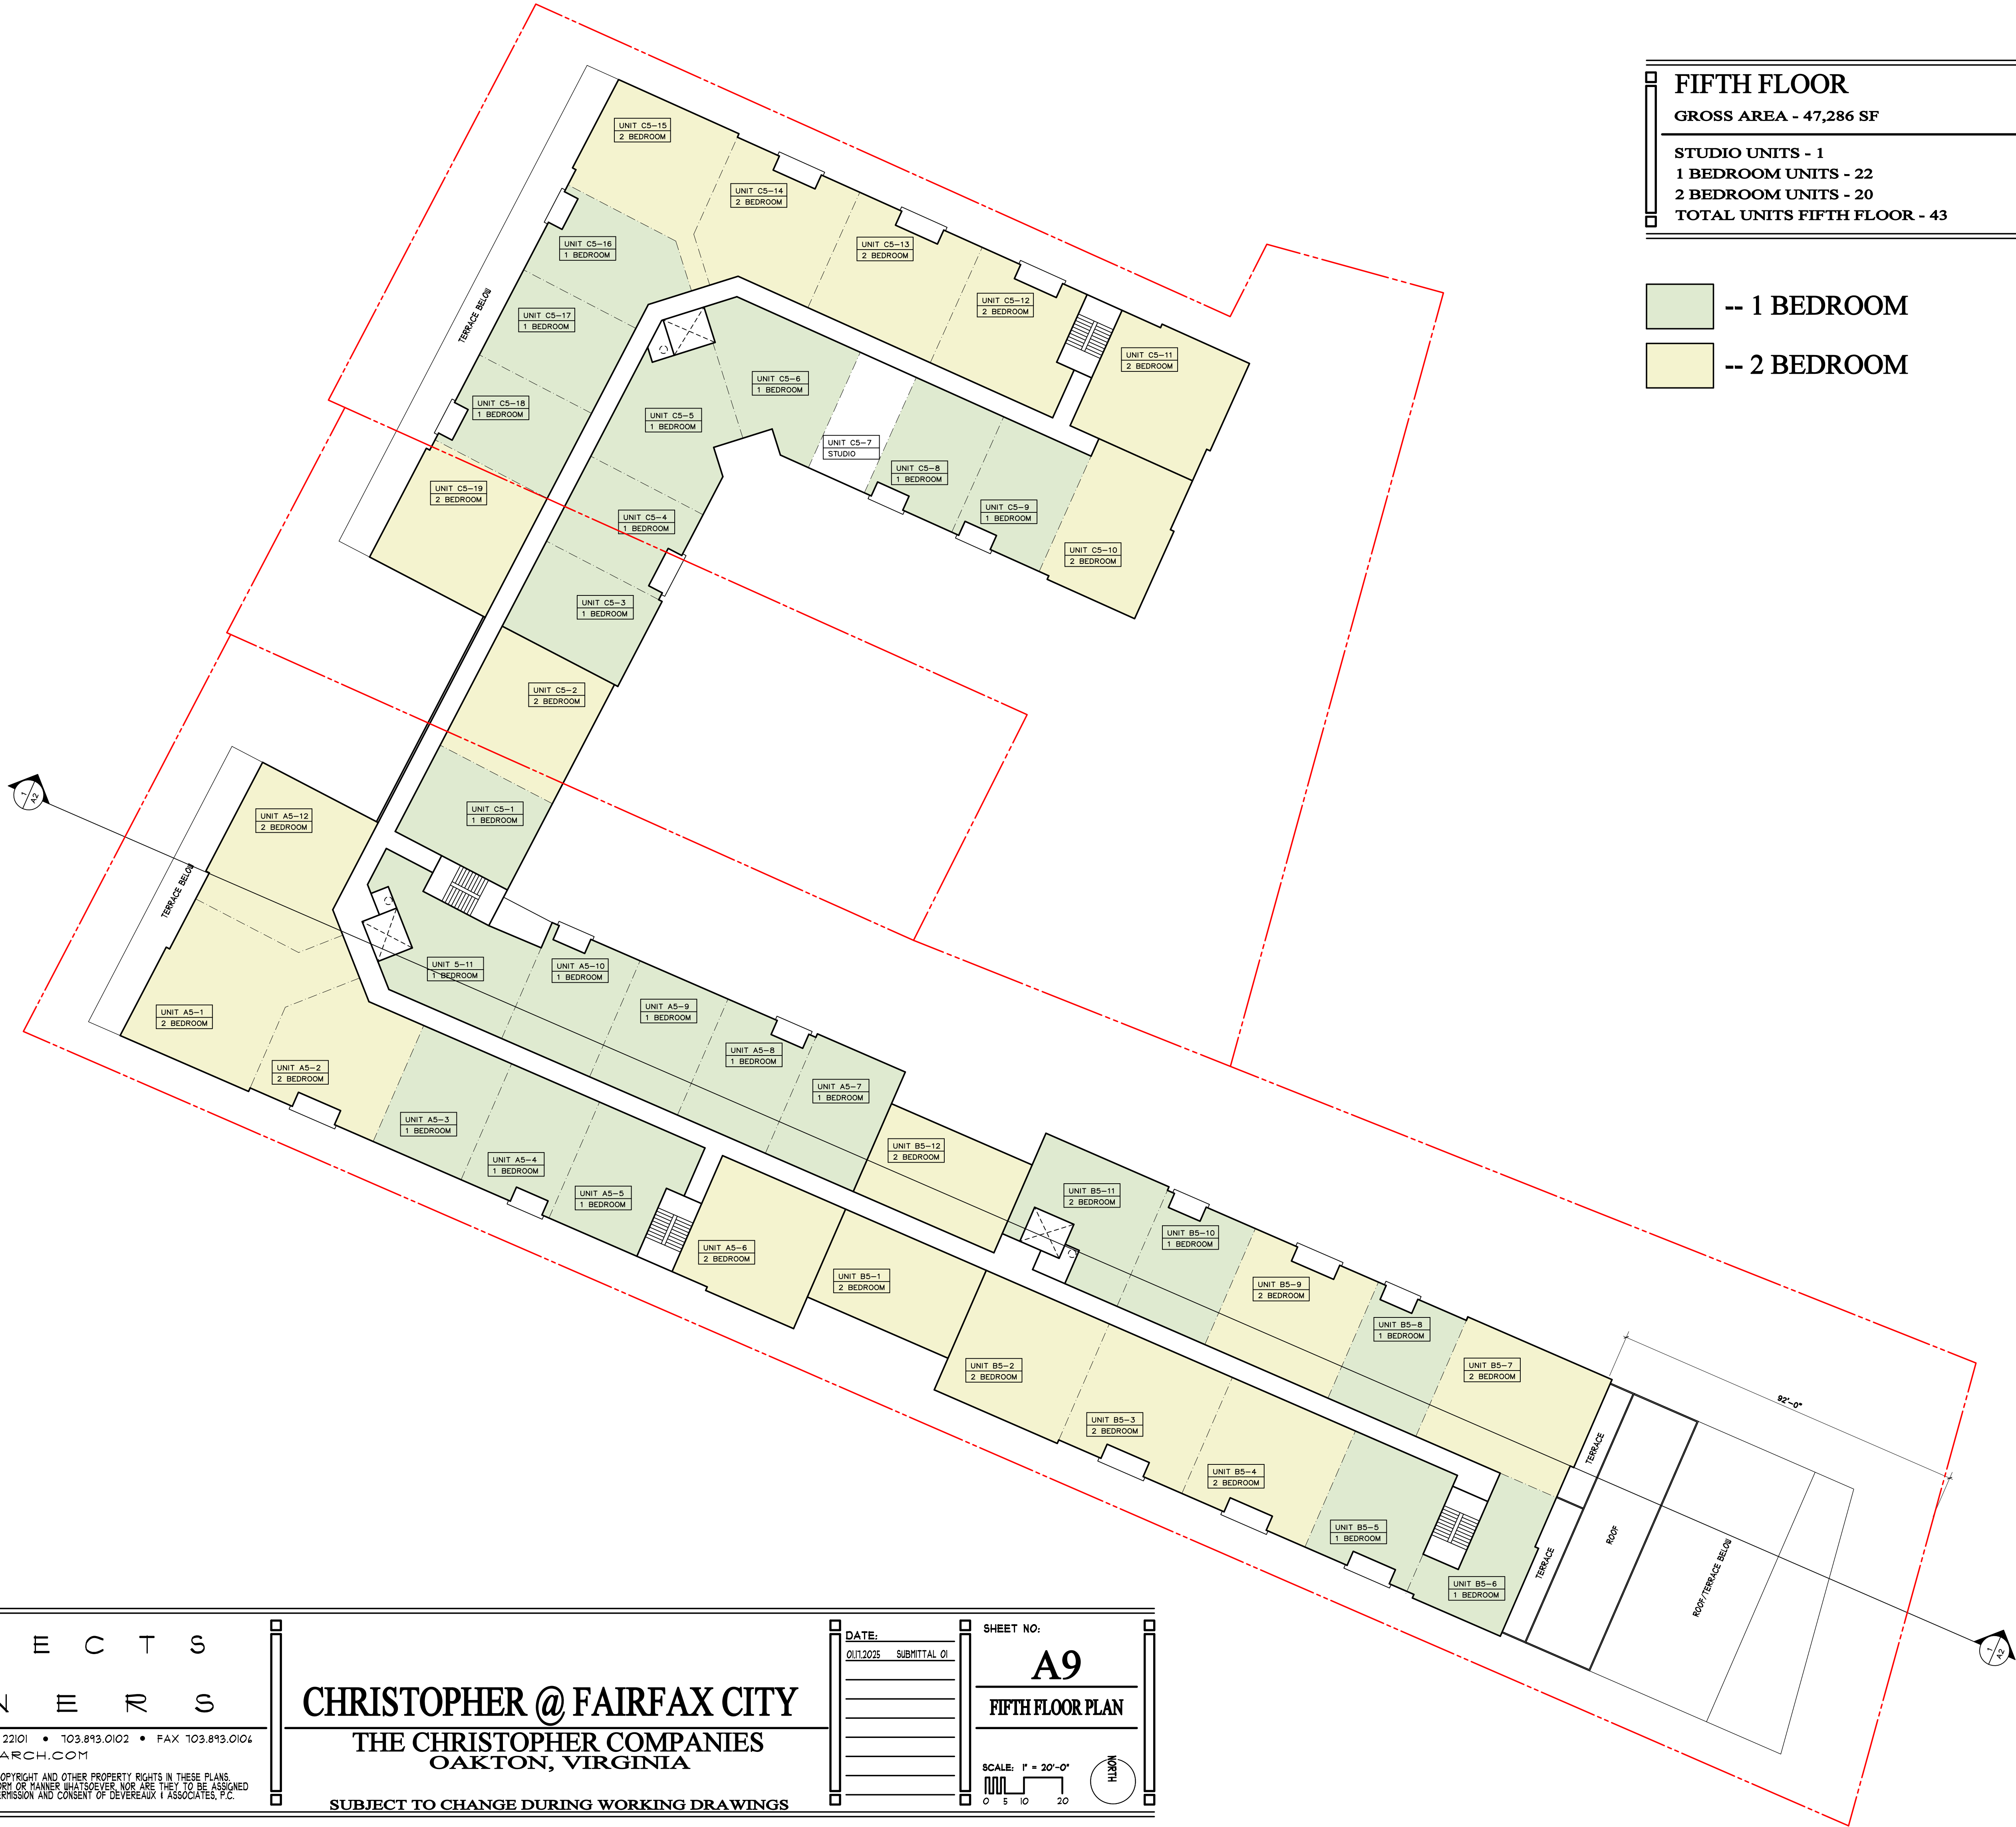 FIFTH FLOOR
GROSS AREA - 47,286 SF
STUDIO UNITS - 1
1 BEDROOM UNITS - 22
2 BEDROOM UNITS - 20
TOTAL UNITS FIFTH FLOOR - 43
-- 1 BEDROOM
-- 2 BEDROOM
UNIT C5-15
2 BEDROOM
UNIT C5-14
2 BEDROOM
UNIT C5-13
2 BEDROOM
UNIT C5-12
2 BEDROOM
UNIT C5-11
2 BEDROOM
UNIT C5-16
1 BEDROOM
UNIT C5-17
1 BEDROOM
TERRACE BELOW
UNIT C5-18
1 BEDROOM
UNIT C5-19
2 BEDROOM
UNIT C5-6
1 BEDROOM
UNIT C5-5
1 BEDROOM
UNIT C5-7
STUDIO
UNIT C5-8
1 BEDROOM
UNIT C5-9
1 BEDROOM
UNIT C5-10
2 BEDROOM
UNIT C5-4
1 BEDROOM
UNIT C5-3
1 BEDROOM
UNIT C5-2
2 BEDROOM
UNIT C5-1
1 BEDROOM
1
A2
UNIT A5-12
2 BEDROOM
TERRACE BELOW
UNIT A5-1
2 BEDROOM
UNIT A5-2
2 BEDROOM
UNIT 5-11
1 BEDROOM
UNIT A5-10
1 BEDROOM
UNIT A5-9
1 BEDROOM
UNIT A5-8
1 BEDROOM
UNIT A5-7
1 BEDROOM
UNIT A5-3
1 BEDROOM
UNIT A5-4
1 BEDROOM
UNIT A5-5
1 BEDROOM
UNIT A5-6
2 BEDROOM
UNIT B5-12
2 BEDROOM
UNIT B5-1
2 BEDROOM
UNIT B5-11
2 BEDROOM
UNIT B5-10
1 BEDROOM
UNIT B5-9
2 BEDROOM
UNIT B5-8
1 BEDROOM
UNIT B5-7
2 BEDROOM
UNIT B5-2
2 BEDROOM
UNIT B5-3
2 BEDROOM
UNIT B5-4
2 BEDROOM
UNIT B5-5
1 BEDROOM
UNIT B5-6
1 BEDROOM
92'-0"
TERRACE
TERRACE
ROOF
ROOF/TERRACE BELOW
1
A2
E C T S
N E R S
22101 • 703.893.0102 • FAX 703.893.0106
ARCH.COM
OPYRIGHT AND OTHER PROPERTY RIGHTS IN THESE PLANS.
ORM OR MANNER WHATSOEVER, NOR ARE THEY TO BE ASSIGNED
ERMISSION AND CONSENT OF DEVEREAUX & ASSOCIATES, P.C.
CHRISTOPHER @ FAIRFAX CITY
THE CHRISTOPHER COMPANIES
OAKTON, VIRGINIA
SUBJECT TO CHANGE DURING WORKING DRAWINGS
DATE:
01.17.2025 SUBMITTAL 01
SHEET NO:
A9
FIFTH FLOOR PLAN
SCALE: 1" = 20'-0"
0 5 10 20
NORTH